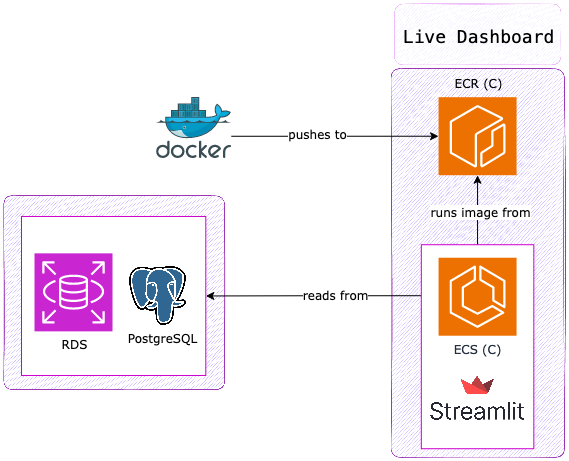 Live Dashboard
ECR (C)
docker
pushes to
runs image from
RDS
PostgreSQL
reads from
ECS (C)
Streamlit